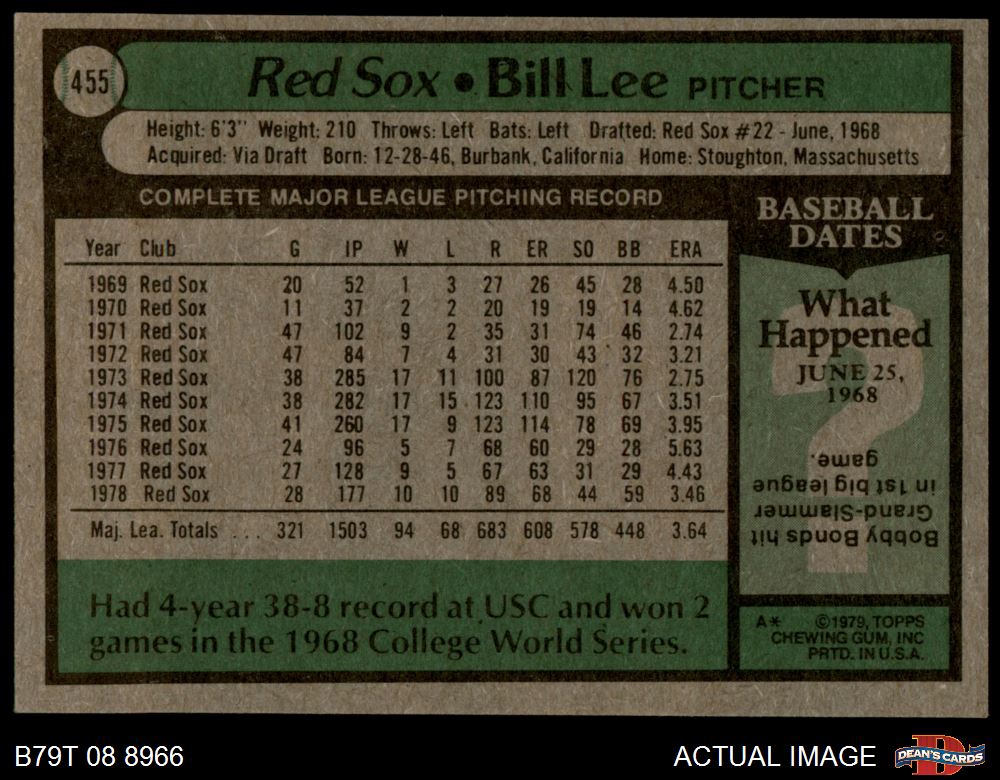 455
Red Sox • Bill Lee PITCHER
Height: 6'3" Weight: 210 Throws: Left Bats: Left Drafted: Red Sox #22 - June, 1968
Acquired: Via Draft Born: 12-28-46, Burbank, California Home: Stoughton, Massachusetts
COMPLETE MAJOR LEAGUE PITCHING RECORD
Year Club G IP W L R ER SO BB ERA
1969 Red Sox 20 52 1 3 27 26 45 28 4.50
1970 Red Sox 11 37 2 2 20 19 19 14 4.62
1971 Red Sox 47 102 9 2 35 31 74 46 2.74
1972 Red Sox 47 84 7 4 31 30 43 32 3.21
1973 Red Sox 38 285 17 11 100 87 120 76 2.75
1974 Red Sox 38 282 17 15 123 110 95 67 3.51
1975 Red Sox 41 260 17 9 123 114 78 69 3.95
1976 Red Sox 24 96 5 7 68 60 29 28 5.63
1977 Red Sox 27 128 9 5 67 63 31 29 4.43
1978 Red Sox 28 177 10 10 89 68 44 59 3.46
Maj. Lea. Totals ... 321 1503 94 68 683 608 578 448 3.64
Had 4-year 38-8 record at USC and won 2
games in the 1968 College World Series.
BASEBALL
DATES
What
Happened
JUNE 25,
1968
?
Bobby Bonds hit
Grand-Slammer
in 1st big league
game.
A* ©1979, TOPPS
CHEWING GUM, INC
PRTD. IN U.S.A.
B79T 08 8966
ACTUAL IMAGE
D
DEAN'S CARDS